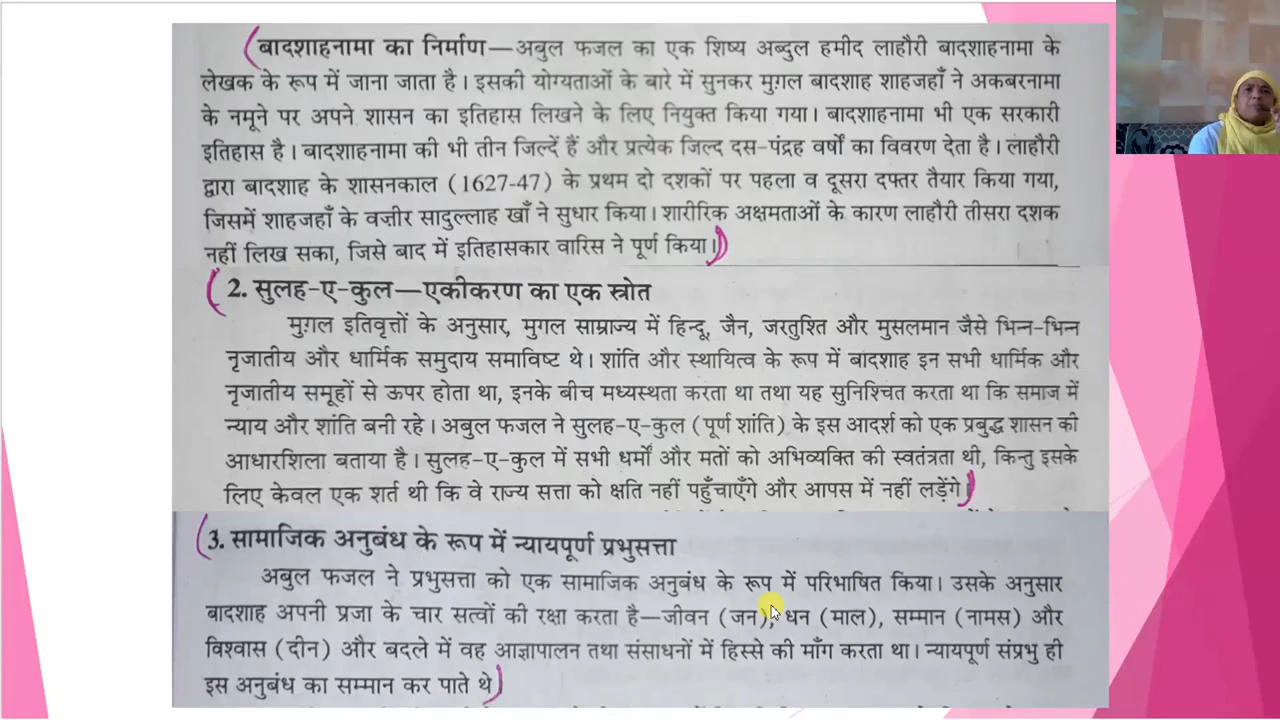 (बादशाहनामा का निर्माण—अबुल फजल का एक शिष्य अब्दुल हमीद लाहौरी बादशाहनामा के
लेखक के रूप में जाना जाता है। इसकी योग्यताओं के बारे में सुनकर मुग़ल बादशाह शाहजहाँ ने अकबरनामा
के नमूने पर अपने शासन का इतिहास लिखने के लिए नियुक्त किया गया। बादशाहनामा भी एक सरकारी
इतिहास है। बादशाहनामा की भी तीन जिल्दें हैं और प्रत्येक जिल्द दस-पंद्रह वर्षों का विवरण देता है। लाहौरी
द्वारा बादशाह के शासनकाल (1627-47) के प्रथम दो दशकों पर पहला व दूसरा दफ्तर तैयार किया गया,
जिसमें शाहजहाँ के वज़ीर सादुल्लाह खाँ ने सुधार किया। शारीरिक अक्षमताओं के कारण लाहौरी तीसरा दशक
नहीं लिख सका, जिसे बाद में इतिहासकार वारिस ने पूर्ण किया।)
(2. सुलह-ए-कुल—एकीकरण का एक स्रोत
मुग़ल इतिवृत्तों के अनुसार, मुगल साम्राज्य में हिन्दू, जैन, जरतुश्ति और मुसलमान जैसे भिन्न-भिन्न
नृजातीय और धार्मिक समुदाय समाविष्ट थे। शांति और स्थायित्व के रूप में बादशाह इन सभी धार्मिक और
नृजातीय समूहों से ऊपर होता था, इनके बीच मध्यस्थता करता था तथा यह सुनिश्चित करता था कि समाज में
न्याय और शांति बनी रहे। अबुल फजल ने सुलह-ए-कुल (पूर्ण शांति) के इस आदर्श को एक प्रबुद्ध शासन की
आधारशिला बताया है। सुलह-ए-कुल में सभी धर्मों और मतों को अभिव्यक्ति की स्वतंत्रता थी, किन्तु इसके
लिए केवल एक शर्त थी कि वे राज्य सत्ता को क्षति नहीं पहुँचाएँगे और आपस में नहीं लड़ेंगे)
(3. सामाजिक अनुबंध के रूप में न्यायपूर्ण प्रभुसत्ता
अबुल फजल ने प्रभुसत्ता को एक सामाजिक अनुबंध के रूप में परिभाषित किया। उसके अनुसार
बादशाह अपनी प्रजा के चार सत्वों की रक्षा करता है—जीवन (जन), धन (माल), सम्मान (नामस) और
विश्वास (दीन) और बदले में वह आज्ञापालन तथा संसाधनों में हिस्से की माँग करता था। न्यायपूर्ण संप्रभु ही
इस अनुबंध का सम्मान कर पाते थे)